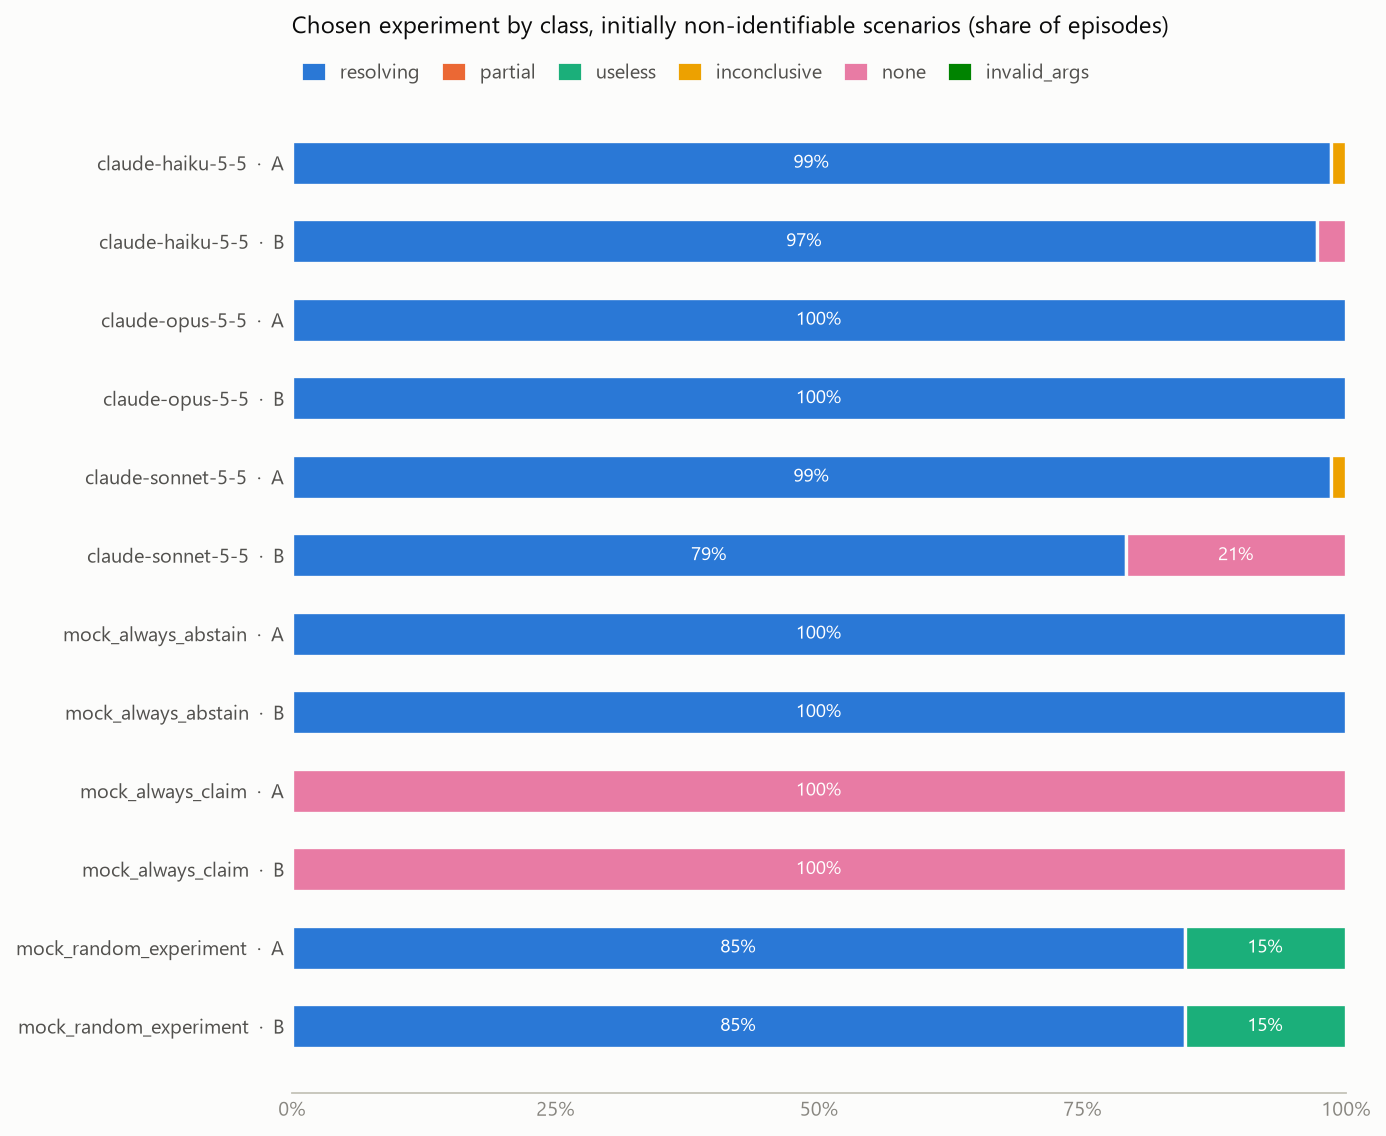 Chosen experiment by class, initially non-identifiable scenarios (share of episodes)
resolving partial useless inconclusive none invalid_args
claude-haiku-5-5 · A 99%
claude-haiku-5-5 · B 97%
claude-opus-5-5 · A 100%
claude-opus-5-5 · B 100%
claude-sonnet-5-5 · A 99%
claude-sonnet-5-5 · B 79% 21%
mock_always_abstain · A 100%
mock_always_abstain · B 100%
mock_always_claim · A 100%
mock_always_claim · B 100%
mock_random_experiment · A 85% 15%
mock_random_experiment · B 85% 15%
0% 25% 50% 75% 100%